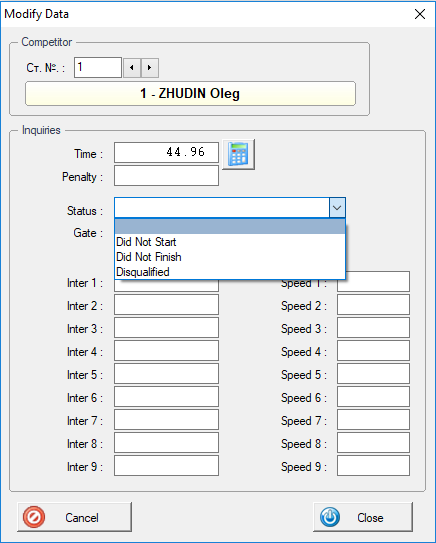 Modify Data
Competitor
Ст. №. : 1
1 - ZHUDIN Oleg
Inquiries
Time : 44.96
Penalty :
Status :
Gate :
Did Not Start
Did Not Finish
Disqualified
Inter 1 : Speed 1 :
Inter 2 : Speed 2 :
Inter 3 : Speed 3 :
Inter 4 : Speed 4 :
Inter 5 : Speed 5 :
Inter 6 : Speed 6 :
Inter 7 : Speed 7 :
Inter 8 : Speed 8 :
Inter 9 : Speed 9 :
Cancel Close